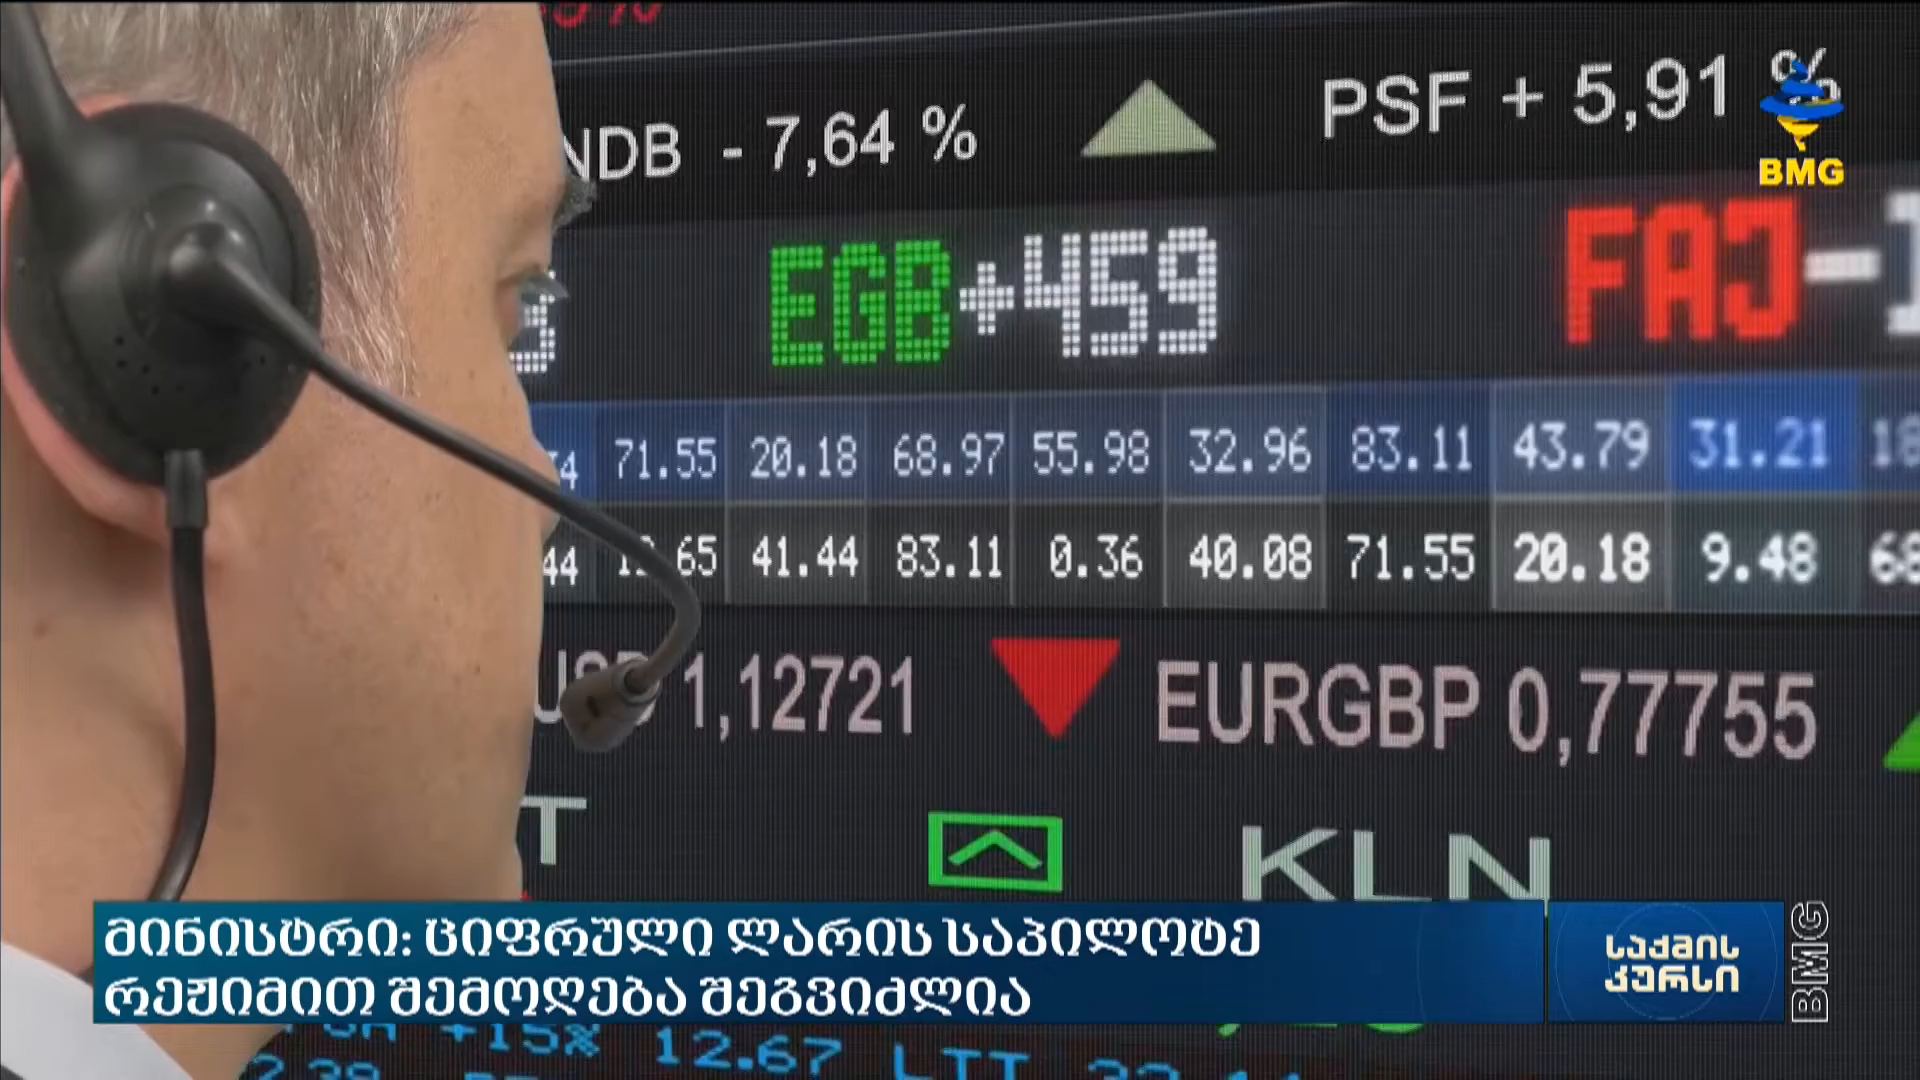 NDB - 7,64 %
PSF + 5,91 %
BMG
EGB+459
FAJ-
71.55 20.18 68.97 55.98 32.96 83.11 43.79 31.21
41.44 83.11 0.36 40.08 71.55 20.18 9.48
USD 1,12721
EURGBP 0,77755
KLN
მინისტრი: ციფრული ლარის საპილოტე
რეჟიმით შემოღება შეგვიძლია
საქმის
კურსი
BMG
+15% 12.67 LTT